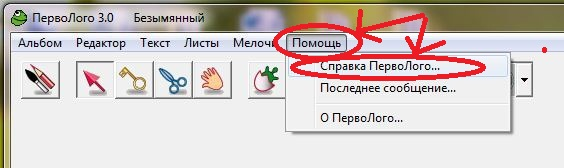 ПервоЛого 3.0 Безымянный
Альбом Редактор Текст Листы Мелочи Помощь
Справка ПервоЛого...
Последнее сообщение...
О ПервоЛого...